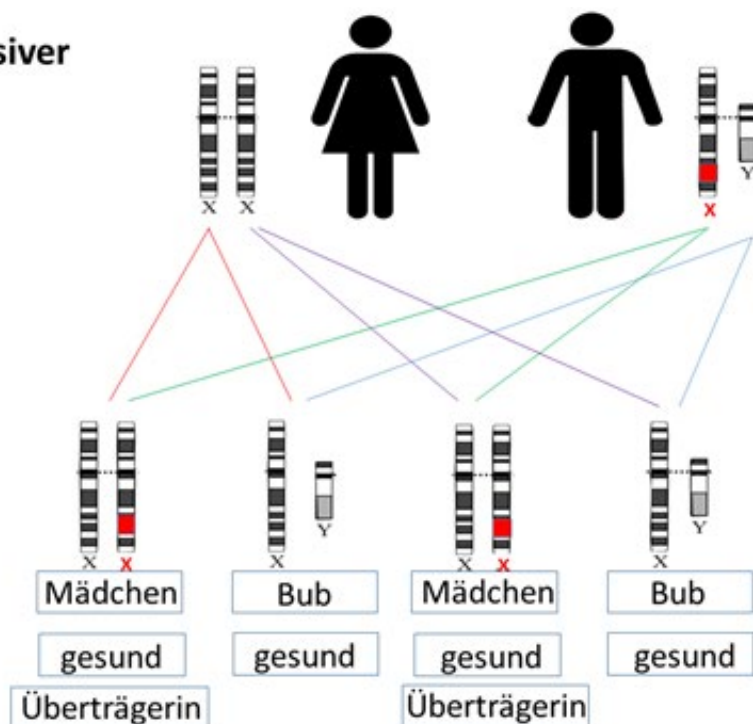 siver
X X X Y
X X X Y X X X Y
Mädchen Bub Mädchen Bub
gesund gesund gesund gesund
Überträgerin Überträgerin